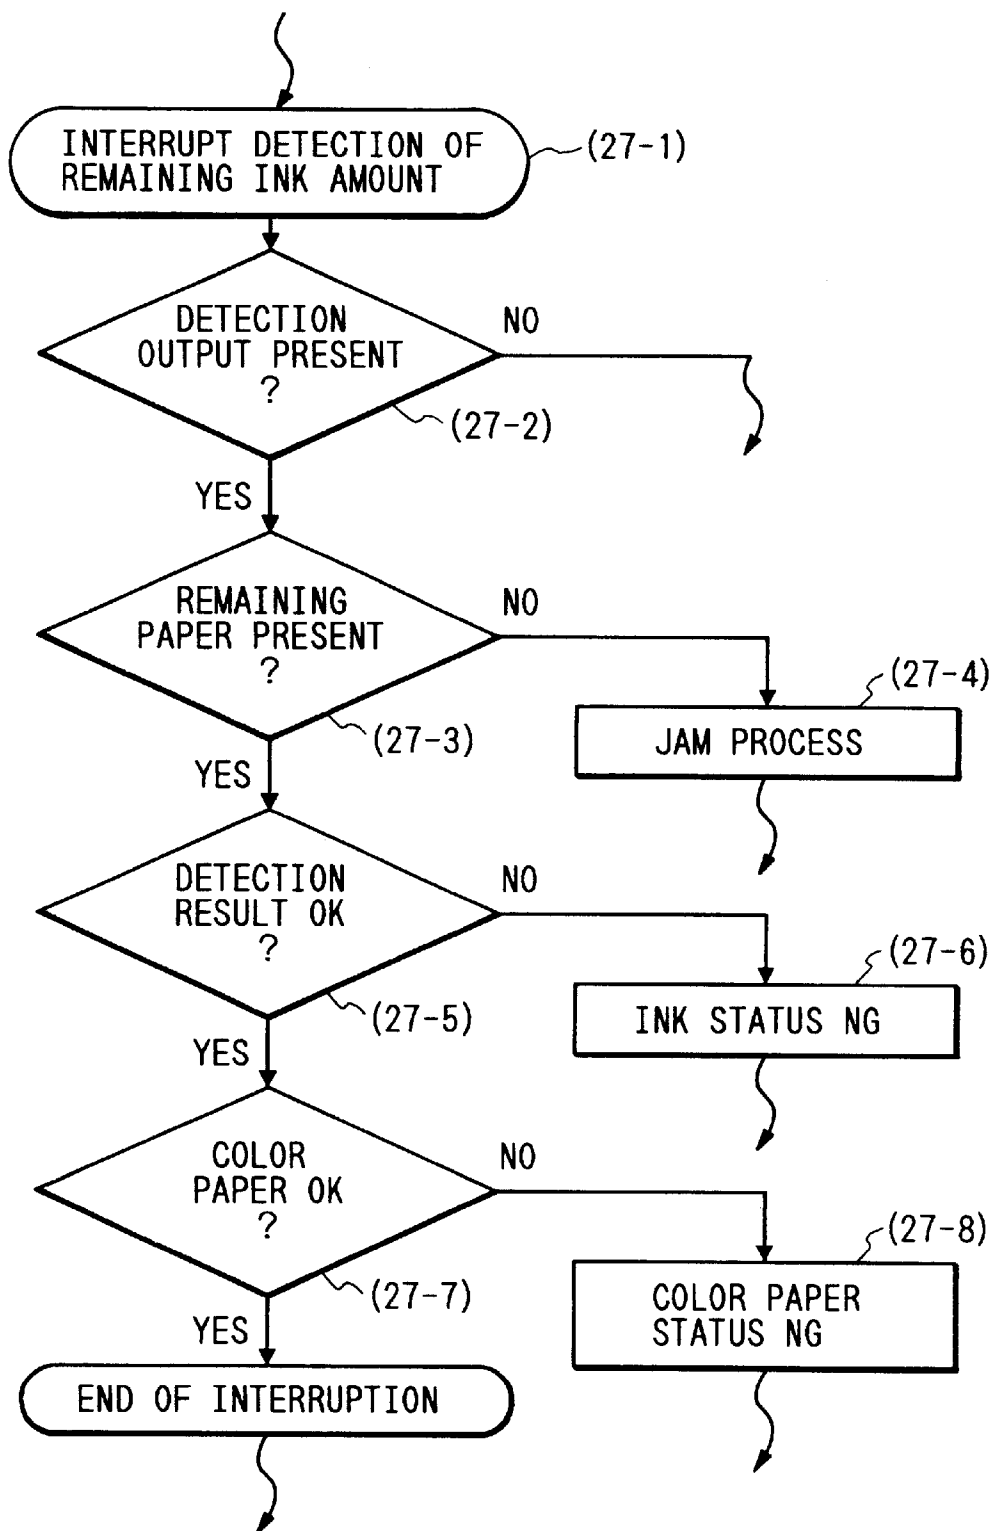 INTERRUPT DETECTION OF
REMAINING INK AMOUNT
(27-1)
DETECTION
OUTPUT PRESENT
?
NO
(27-2)
YES
REMAINING
PAPER PRESENT
?
NO
(27-3)
(27-4)
JAM PROCESS
YES
DETECTION
RESULT OK
?
NO
(27-5)
(27-6)
INK STATUS NG
YES
COLOR
PAPER OK
?
NO
(27-7)
(27-8)
COLOR PAPER
STATUS NG
YES
END OF INTERRUPTION